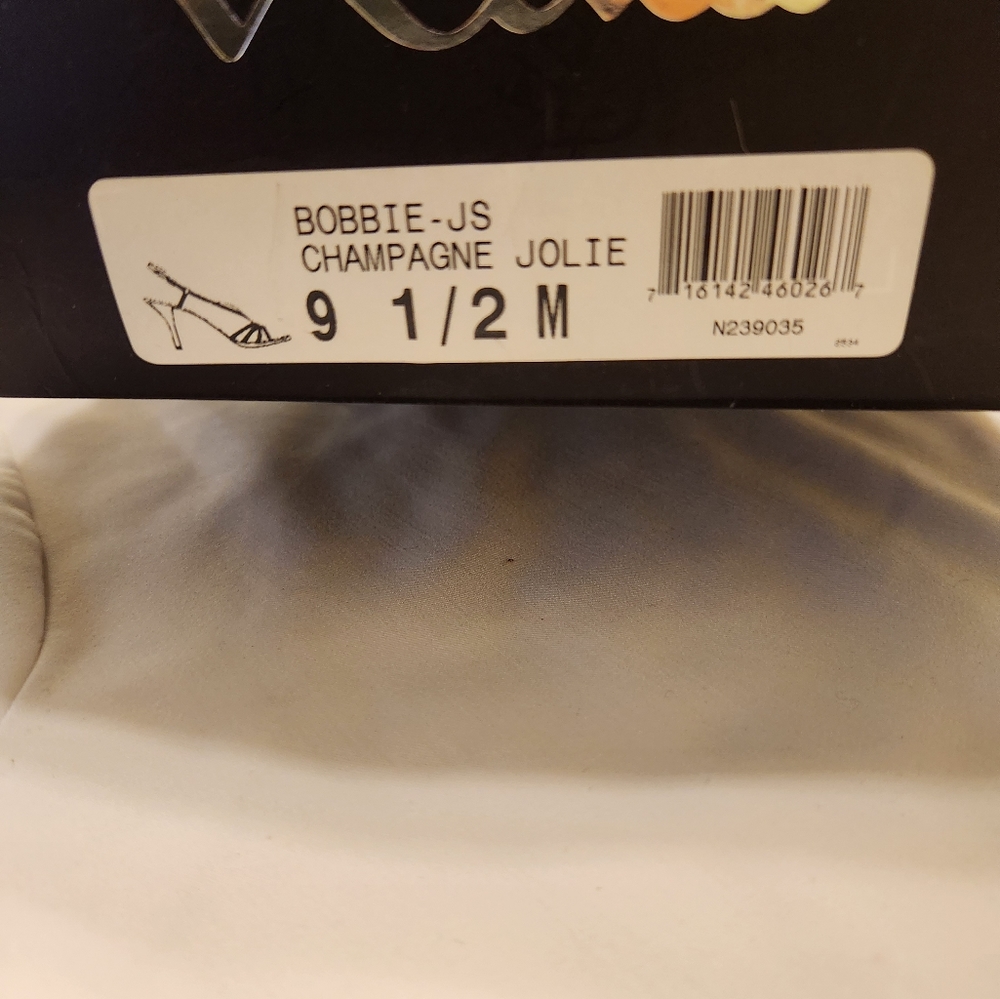 BOBBIE-JS
CHAMPAGNE JOLIE
9 1/2 M
7 16142 46026 7
N239035